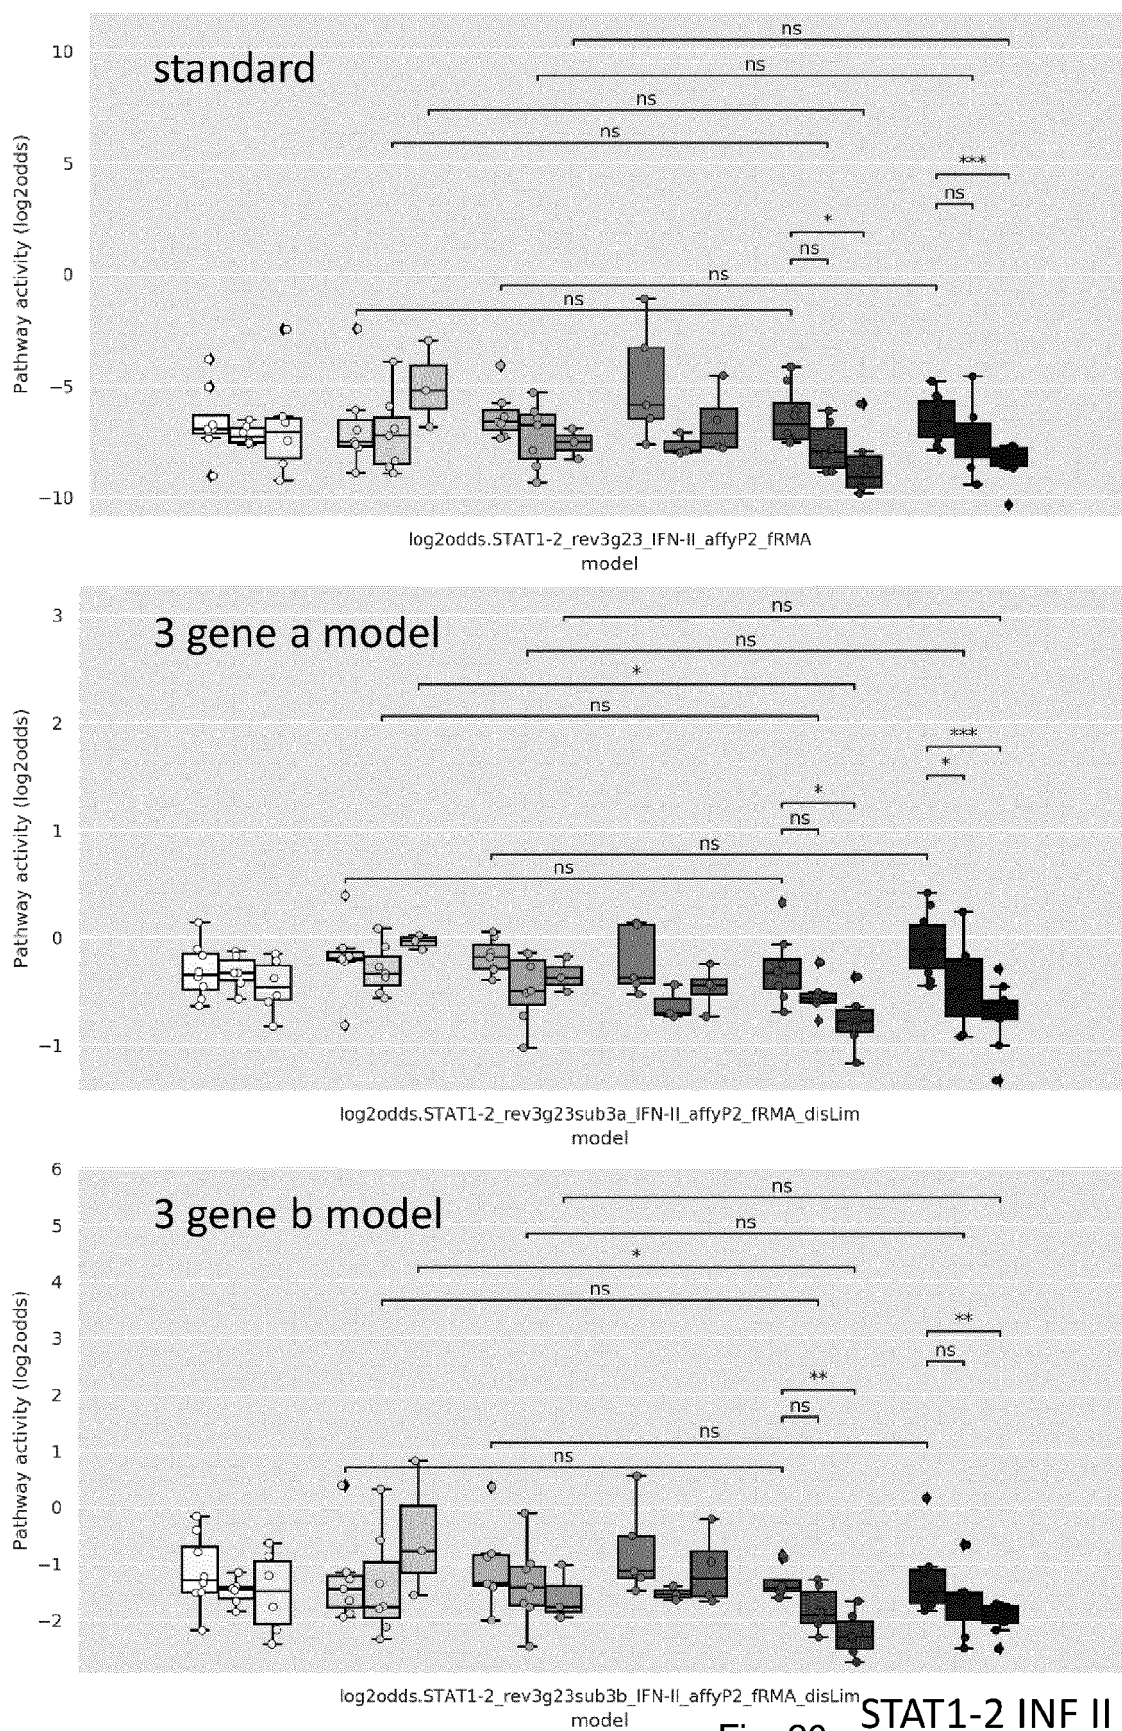 standard
Pathway activity (log2odds)
10
5
0
−5
−10
ns
ns
ns
ns
***
ns
*
ns
ns
ns
log2odds.STAT1-2_rev3g23_IFN-II_affyP2_fRMA
model
3 gene a model
Pathway activity (log2odds)
3
2
1
0
−1
ns
ns
*
ns
***
*
*
ns
ns
ns
log2odds.STAT1-2_rev3g23sub3a_IFN-II_affyP2_fRMA_disLim
model
3 gene b model
Pathway activity (log2odds)
6
5
4
3
2
1
0
−1
−2
ns
ns
*
ns
**
ns
**
ns
ns
ns
log2odds.STAT1-2_rev3g23sub3b_IFN-II_affyP2_fRMA_disLim
model
STAT1-2 INF II